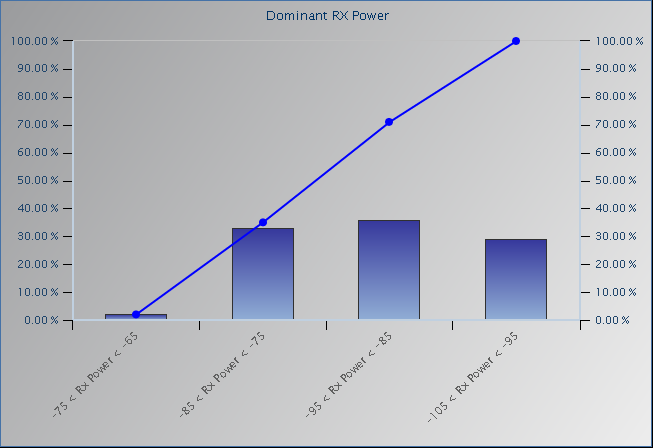 Dominant RX Power
100.00 % 100.00 %
90.00 % 90.00 %
80.00 % 80.00 %
70.00 % 70.00 %
60.00 % 60.00 %
50.00 % 50.00 %
40.00 % 40.00 %
30.00 % 30.00 %
20.00 % 20.00 %
10.00 % 10.00 %
0.00 % 0.00 %
-75 < Rx Power < -65
-85 < Rx Power < -75
-95 < Rx Power < -85
-105 < Rx Power < -95